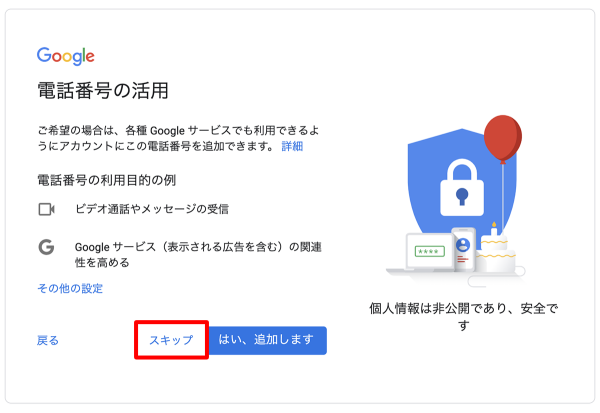 Google
電話番号の活用
ご希望の場合は、各種 Google サービスでも利用できるよ
うにアカウントにこの電話番号を追加できます。 詳細
電話番号の利用目的の例
ビデオ通話やメッセージの受信
G
Google サービス（表示される広告を含む）の関連
性を高める
その他の設定
****
個人情報は非公開であり、安全で
す
戻る
スキップ
はい、追加します